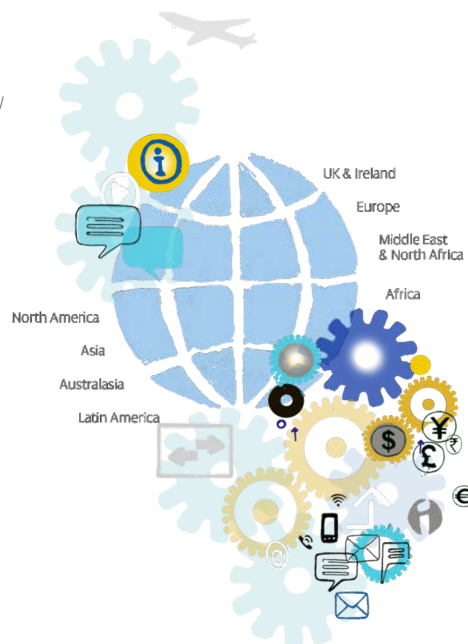 /
i
UK & Ireland
Europe
Middle East
& North Africa
Africa
North America
Asia
Australasia
Latin America
¥
₹
$
£
€
i
@